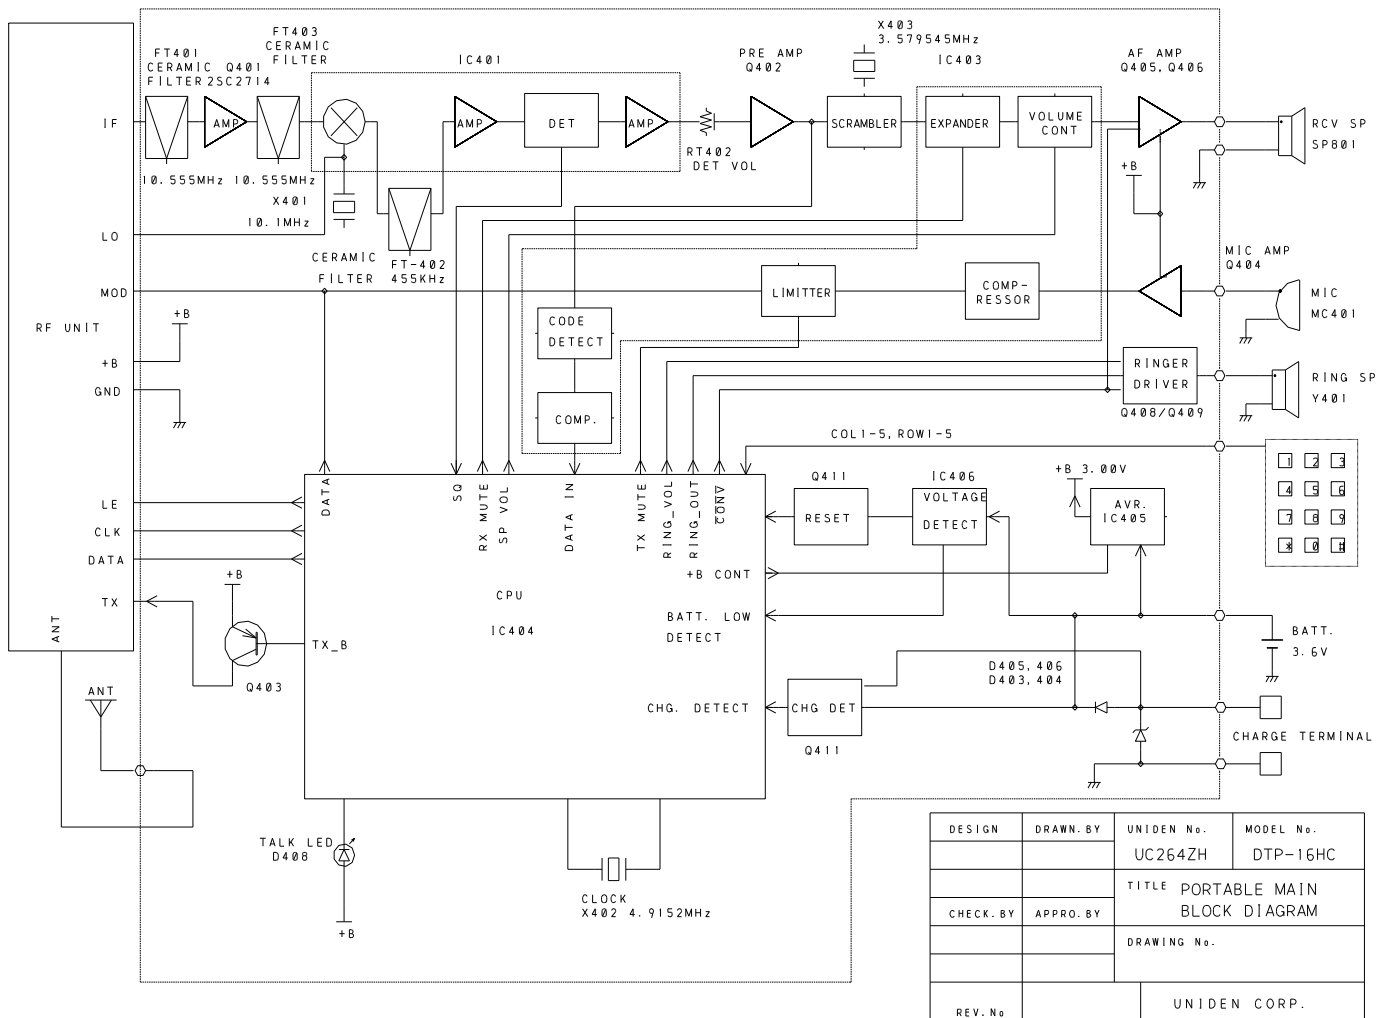 FT403
CERAMIC
FILTER
FT401
CERAMIC
FILTER
Q401
2SC2714
IC401
PRE AMP
Q402
X403
3.579545MHz
IC403
AF AMP
Q405,Q406
IF
AMP
AMP
DET
AMP
RT402
DET VOL
SCRAMBLER
EXPANDER
VOLUME
CONT
RCV SP
SP801
10.555MHz
10.555MHz
X401
10.1MHz
+B
LO
CERAMIC
FILTER
FT-402
455KHz
MIC AMP
Q404
MOD
LIMITTER
COMP-
RESSOR
MIC
MC401
RF UNIT
+B
CODE
DETECT
+B
GND
COMP.
RINGER
DRIVER
Q408/Q409
RING SP
Y401
COL1-5,ROW1-5
1 2 3
4 5 6
7 8 9
* 0 #
LE
CLK
DATA
TX
ANT
DATA
SQ
RX MUTE
SP VOL
DATA IN
TX MUTE
RING_VOL
RING_OUT
CONV
Q411
RESET
IC406
VOLTAGE
DETECT
+B 3.00V
AVR.
IC405
+B CONT
CPU
IC404
BATT. LOW
DETECT
BATT.
3.6V
+B
TX_B
Q403
ANT
D405,406
D403,404
CHG. DETECT
CHG DET
Q411
CHARGE TERMINAL
TALK LED
D408
+B
CLOCK
X402 4.9152MHz
DESIGN
DRAWN.BY
UNIDEN No.
UC264ZH
MODEL No.
DTP-16HC
TITLE PORTABLE MAIN
BLOCK DIAGRAM
CHECK.BY
APPRO.BY
DRAWING No.
REV.No
UNIDEN CORP.